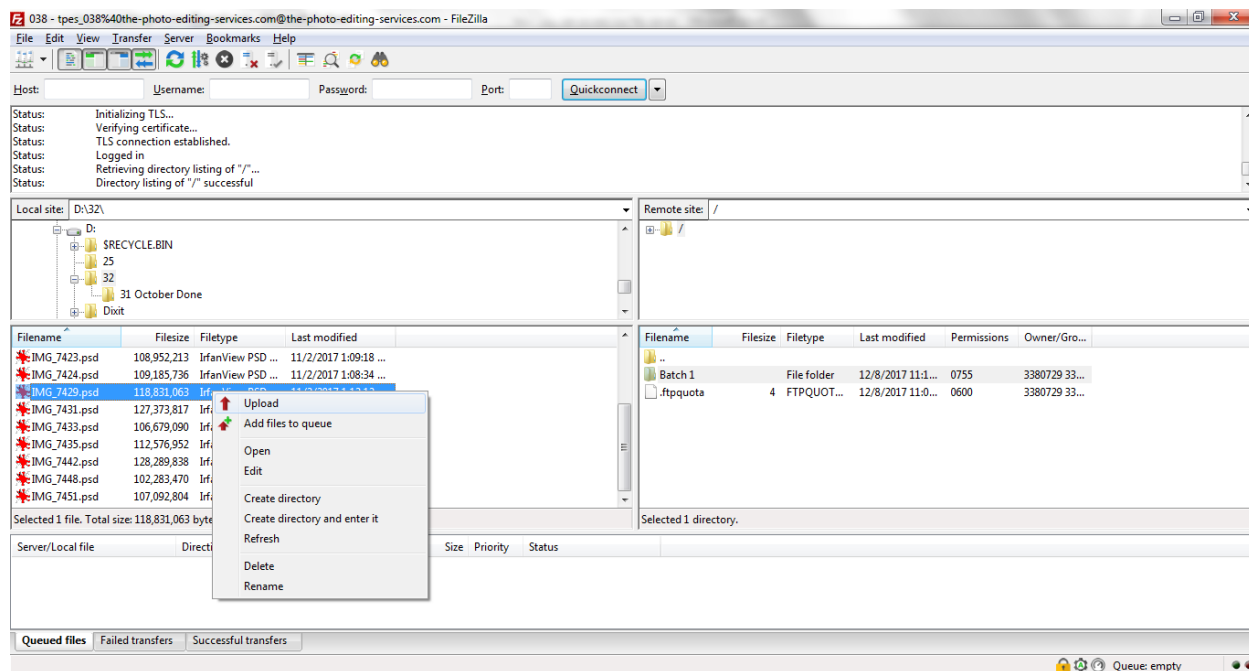 038 - tpes_038%40the-photo-editing-services.com@the-photo-editing-services.com - FileZilla
File Edit View Transfer Server Bookmarks Help
Host: Username: Password: Port: Quickconnect
Status: Initializing TLS...
Status: Verifying certificate...
Status: TLS connection established.
Status: Logged in
Status: Retrieving directory listing of "/"...
Status: Directory listing of "/" successful
Local site: D:\32\ Remote site: /
D: /
$RECYCLE.BIN
25
32
31 October Done
Dixit
Filename Filesize Filetype Last modified Filename Filesize Filetype Last modified Permissions Owner/Gro...
IMG_7423.psd 108,952,213 IrfanView PSD ... 11/2/2017 1:09:18 ... ..
IMG_7424.psd 109,185,736 IrfanView PSD ... 11/2/2017 1:08:34 ... Batch 1 File folder 12/8/2017 11:1... 0755 3380729 33...
IMG_7429.psd 118,831,063 .ftpquota 4 FTPQUOT... 12/8/2017 11:0... 0600 3380729 33...
Upload
IMG_7431.psd 127,373,817
IMG_7433.psd 106,679,090 Add files to queue
IMG_7435.psd 112,576,952
Open
IMG_7442.psd 128,289,838
Edit
IMG_7448.psd 102,283,470
IMG_7451.psd 107,092,804 Create directory
Selected 1 file. Total size: 118,831,063 Create directory and enter it Selected 1 directory.
Refresh
Server/Local file Size Priority Status
Delete
Rename
Queued files Failed transfers Successful transfers
Queue: empty